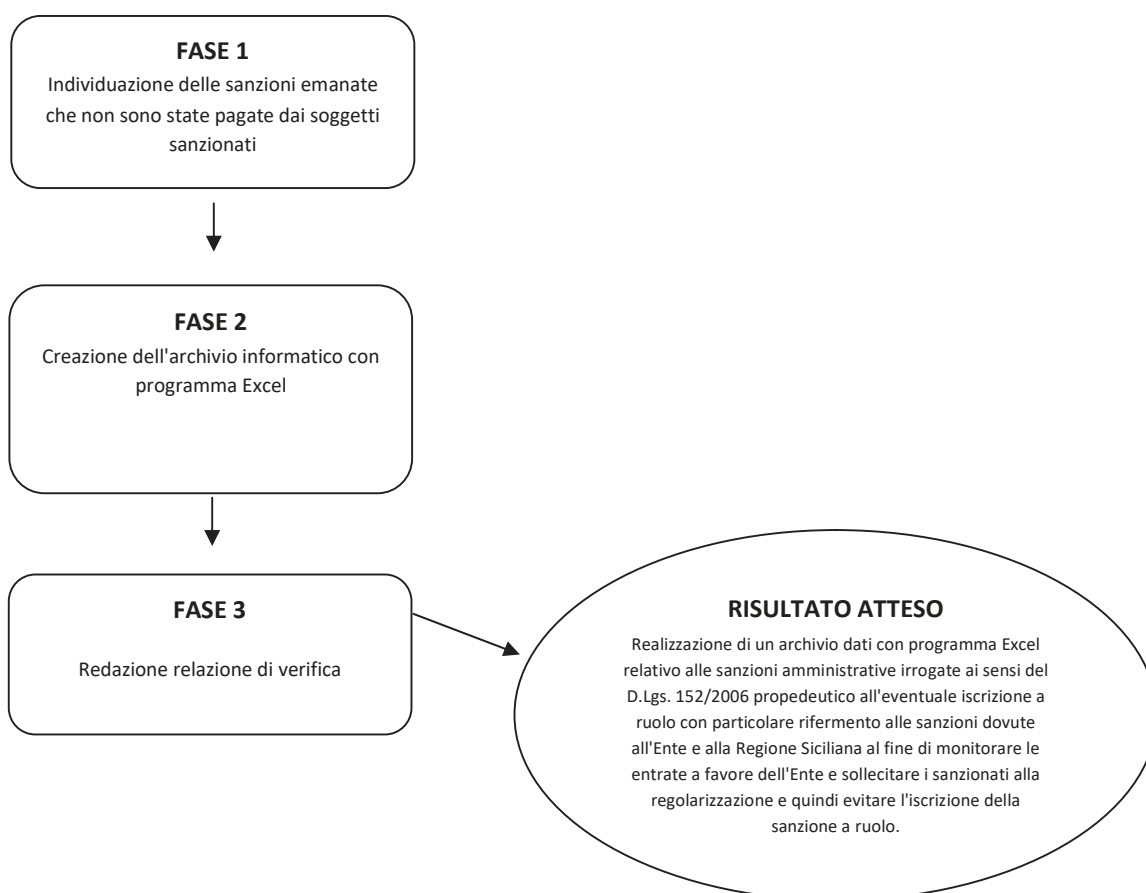 FASE 1
Individuazione delle sanzioni emanate
che non sono state pagate dai soggetti
sanzionati
FASE 2
Creazione dell'archivio informatico con
programma Excel
FASE 3
Redazione relazione di verifica
RISULTATO ATTESO
Realizzazione di un archivio dati con programma Excel
relativo alle sanzioni amministrative irrogate ai sensi del
D.Lgs. 152/2006 propedeutico all'eventuale iscrizione a
ruolo con particolare rifermento alle sanzioni dovute
all'Ente e alla Regione Siciliana al fine di monitorare le
entrate a favore dell'Ente e sollecitare i sanzionati alla
regolarizzazione e quindi evitare l'iscrizione della
sanzione a ruolo.